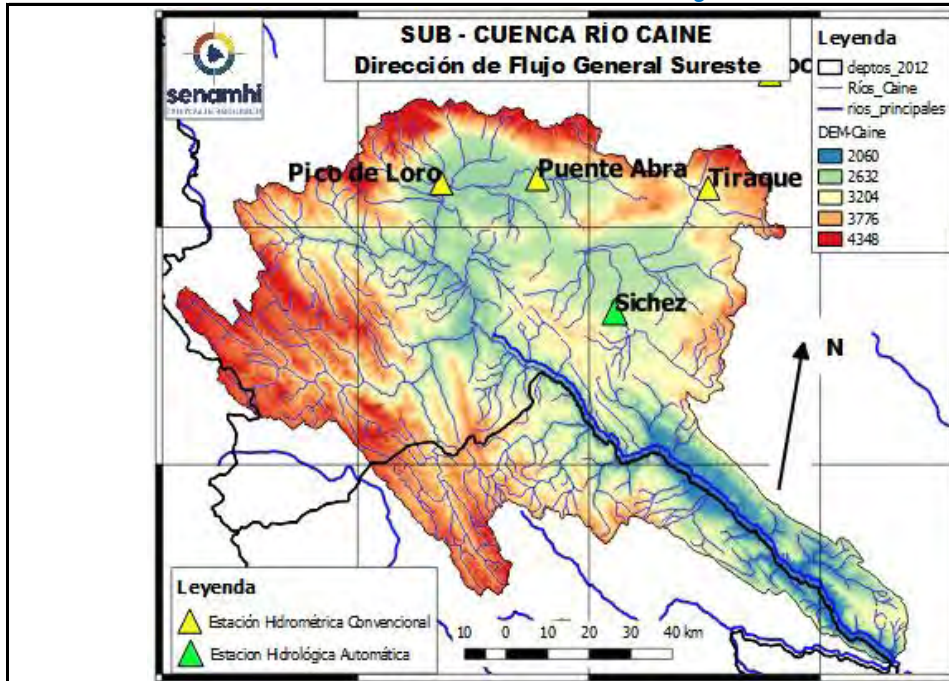 SUB - CUENCA RÍO CAINE
Dirección de Flujo General Sureste
senamhi
Leyenda
deptos_2012
Ríos_Caine
rios_principales
DEM-Caine
2060
2632
3204
3776
4348
Pico de Loro
Puente Abra
Tiraque
Sichez
N
Leyenda
Estación Hidrométrica Convencional
Estacion Hidrológica Automática
10 0 10 20 30 40 km